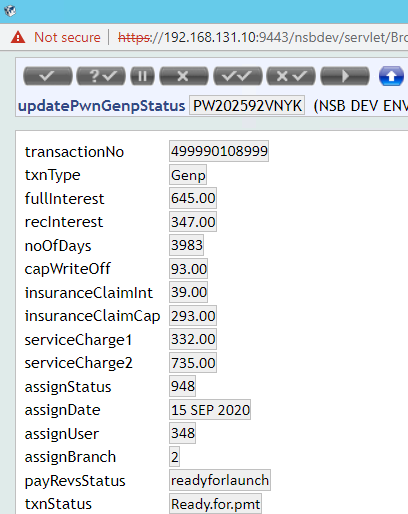 Not secure | https://192.168.131.10:9443/nsbdev/servlet/Bro
updatePwnGenpStatus PW202592VNYK (NSB DEV ENV
transactionNo 499990108999
txnType Genp
fullInterest 645.00
recInterest 347.00
noOfDays 3983
capWriteOff 93.00
insuranceClaimInt 39.00
insuranceClaimCap 293.00
serviceCharge1 332.00
serviceCharge2 735.00
assignStatus 948
assignDate 15 SEP 2020
assignUser 348
assignBranch 2
payRevsStatus readyforlaunch
txnStatus Ready.for.pmt